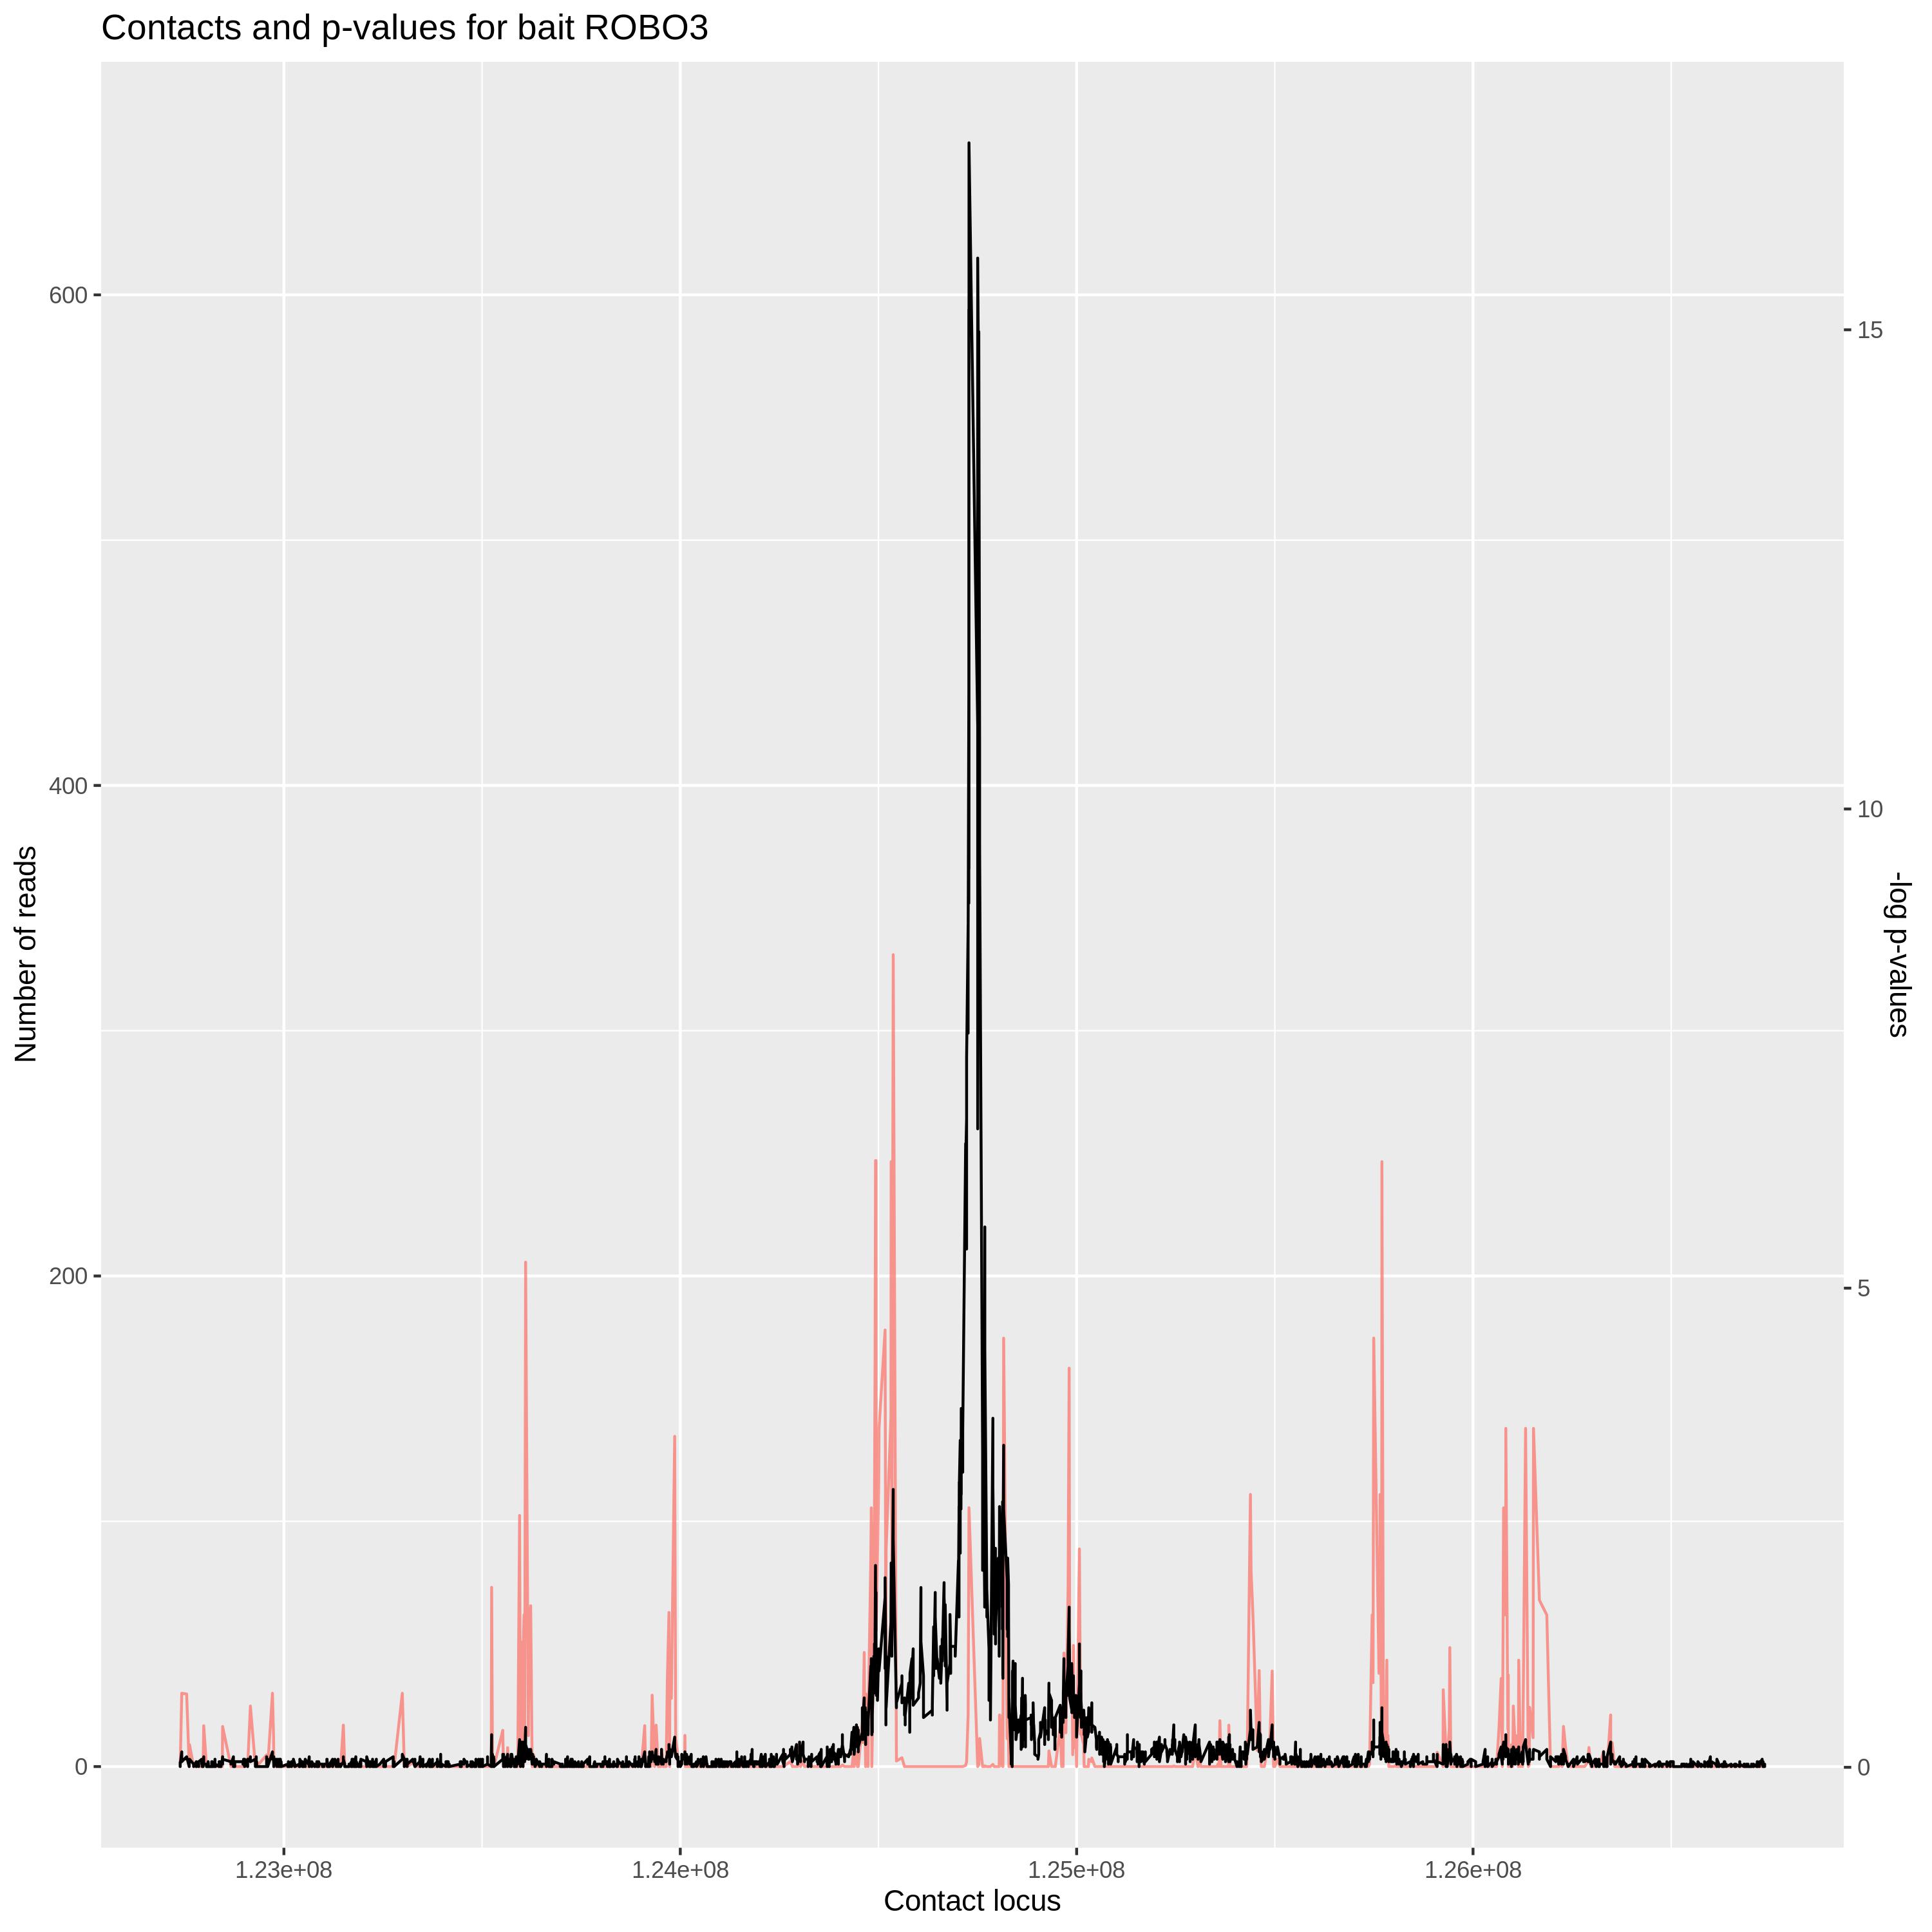 Contacts and p-values for bait ROBO3
600
400
200
0
Number of reads
15
10
5
0
-log p-values
1.23e+08
1.24e+08
1.25e+08
1.26e+08
Contact locus